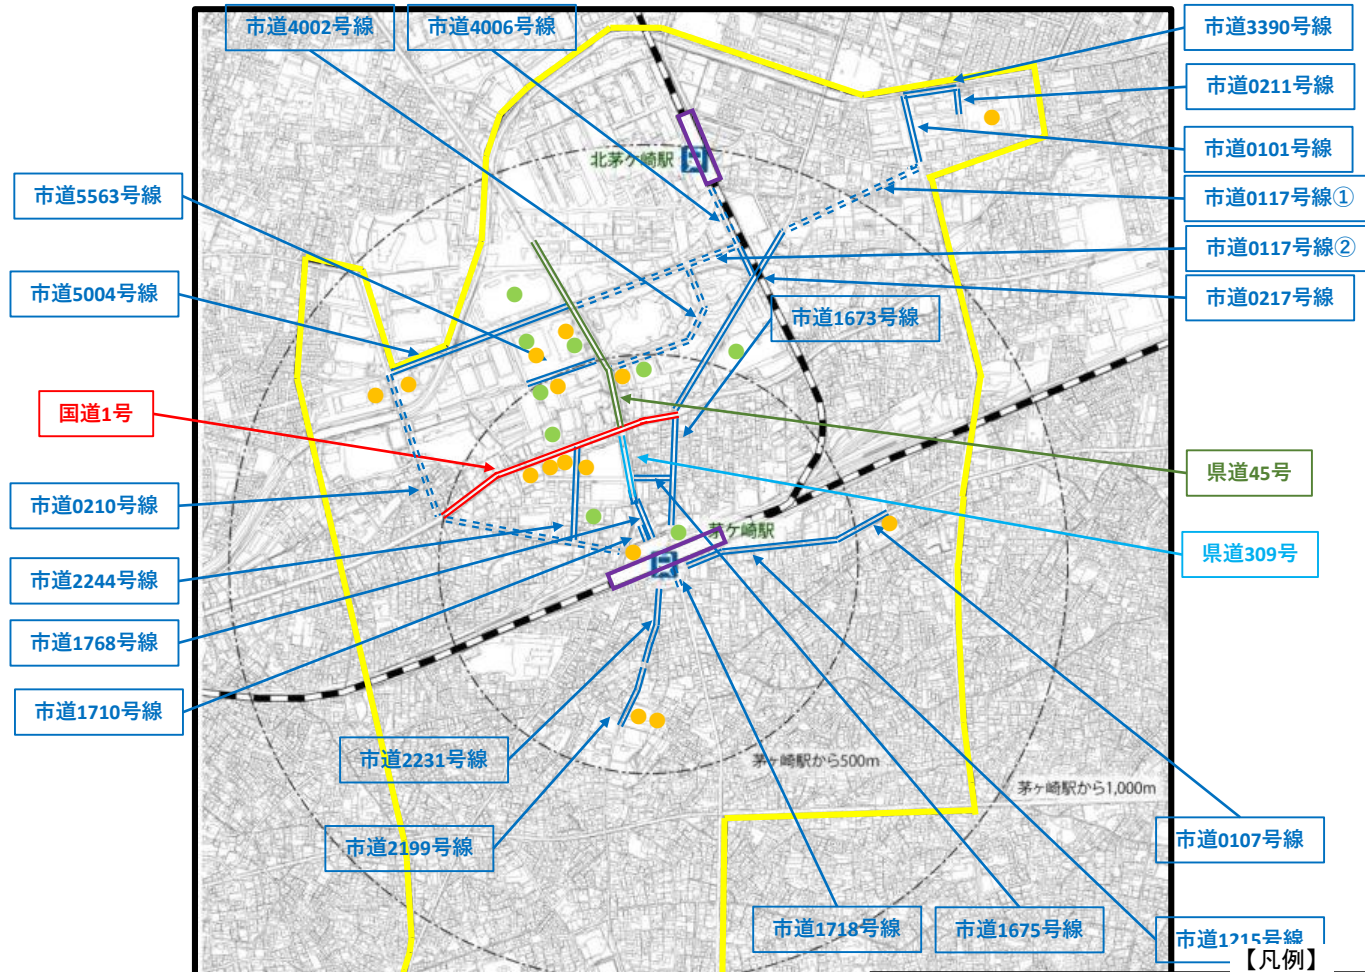 市道4002号線
市道4006号線
市道3390号線
市道0211号線
市道0101号線
市道0117号線①
市道0117号線②
市道0217号線
北茅ケ崎駅
市道5563号線
市道5004号線
市道1673号線
国道1号
県道45号
市道0210号線
茅ケ崎駅
県道309号
市道2244号線
市道1768号線
市道1710号線
市道2231号線
茅ヶ崎駅から500m
茅ヶ崎駅から1,000m
市道2199号線
市道0107号線
市道1718号線
市道1675号線
市道1215号線
【凡例】